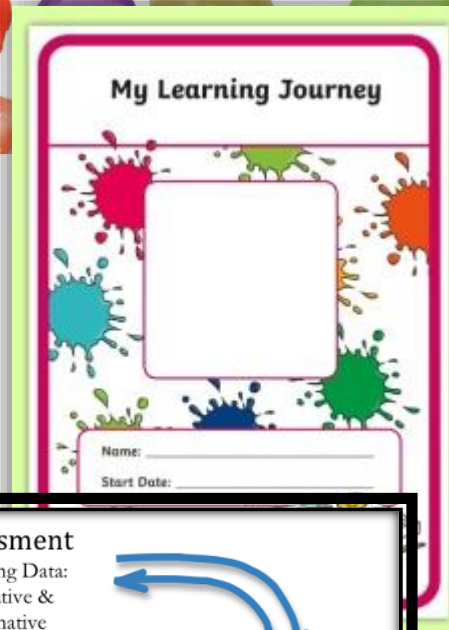 My Learning Journey
Name:
Start Date:
sment
ng Data:
tive &
native